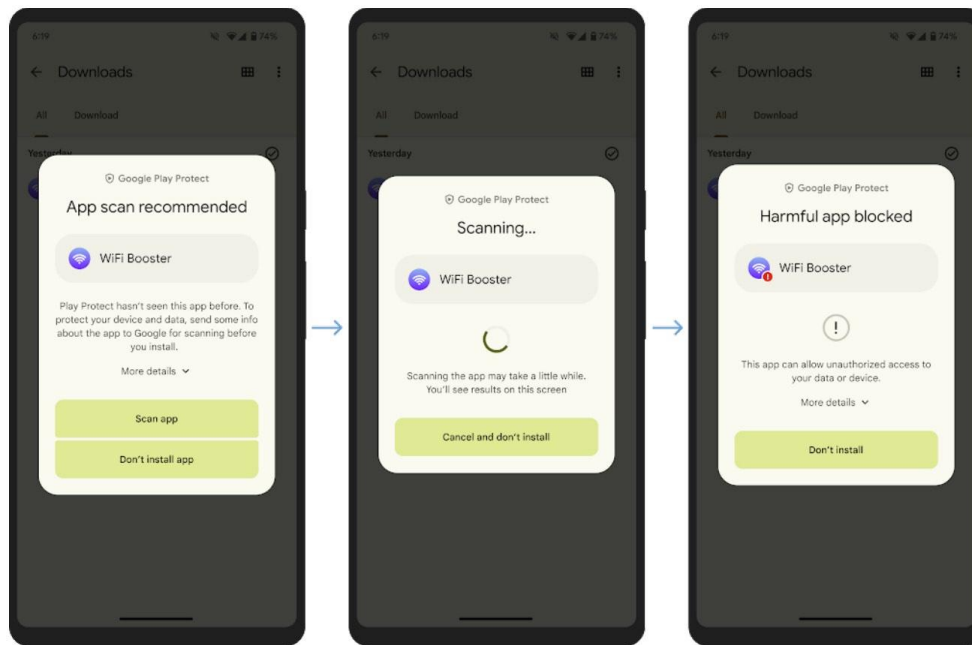 6:19
74%
Downloads
All Download
Yesterday
Google Play Protect
App scan recommended
WiFi Booster
Play Protect hasn't seen this app before. To
protect your device and data, send some info
about the app to Google for scanning before
you install.
More details
Scan app
Don't install app
6:19
74%
Downloads
All Download
Yesterday
Google Play Protect
Scanning...
WiFi Booster
Scanning the app may take a little while.
You'll see results on this screen
Cancel and don't install
6:19
74%
Downloads
All Download
Yesterday
Google Play Protect
Harmful app blocked
WiFi Booster
This app can allow unauthorized access to
your data or device.
More details
Don't install